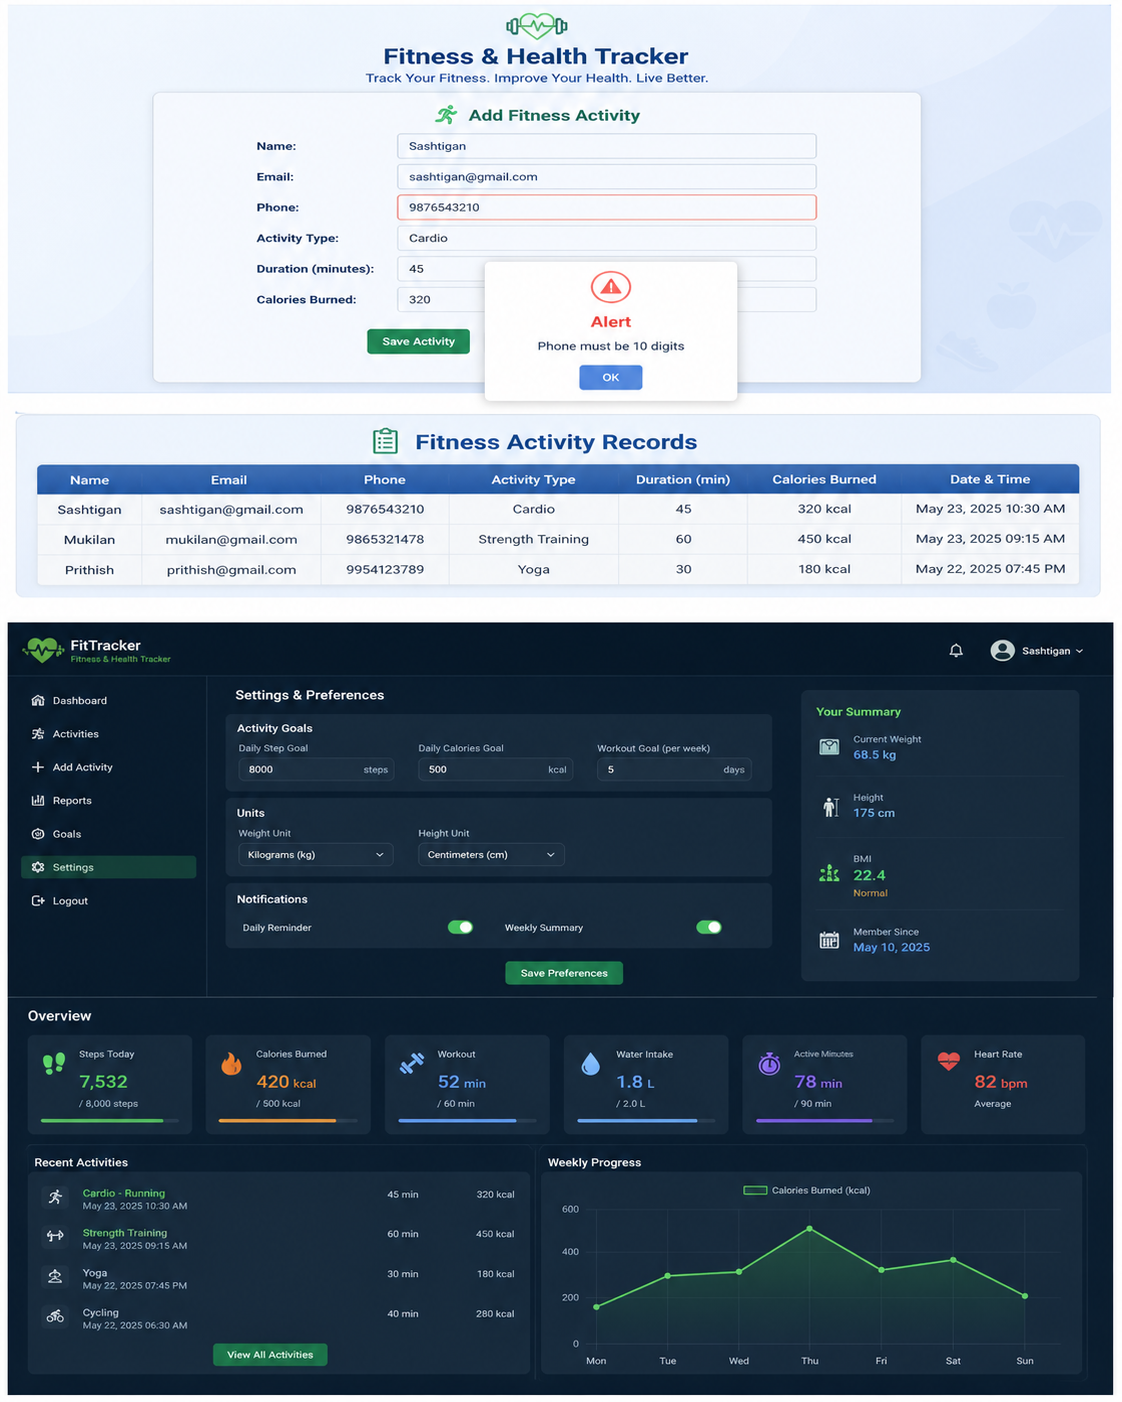 Fitness & Health Tracker
Track Your Fitness. Improve Your Health. Live Better.
Add Fitness Activity
Name: Sashtigan
Email: sashtigan@gmail.com
Phone: 9876543210
Activity Type: Cardio
Duration (minutes): 45
Calories Burned: 320
Save Activity
Alert
Phone must be 10 digits
OK
Fitness Activity Records
Name Email Phone Activity Type Duration (min) Calories Burned Date & Time
Sashtigan sashtigan@gmail.com 9876543210 Cardio 45 320 kcal May 23, 2025 10:30 AM
Mukilan mukilan@gmail.com 9865321478 Strength Training 60 450 kcal May 23, 2025 09:15 AM
Prithish prithish@gmail.com 9954123789 Yoga 30 180 kcal May 22, 2025 07:45 PM
FitTracker
Fitness & Health Tracker
Sashtigan
Dashboard
Activities
Add Activity
Reports
Goals
Settings
Logout
Settings & Preferences
Activity Goals
Daily Step Goal Daily Calories Goal Workout Goal (per week)
8000 steps 500 kcal 5 days
Units
Weight Unit Height Unit
Kilograms (kg) Centimeters (cm)
Notifications
Daily Reminder Weekly Summary
Save Preferences
Your Summary
Current Weight
68.5 kg
Height
175 cm
BMI
22.4
Normal
Member Since
May 10, 2025
Overview
Steps Today
7,532
/ 8,000 steps
Calories Burned
420 kcal
/ 500 kcal
Workout
52 min
/ 60 min
Water Intake
1.8 L
/ 2.0 L
Active Minutes
78 min
/ 90 min
Heart Rate
82 bpm
Average
Recent Activities
Cardio - Running 45 min 320 kcal
May 23, 2025 10:30 AM
Strength Training 60 min 450 kcal
May 23, 2025 09:15 AM
Yoga 30 min 180 kcal
May 22, 2025 07:45 PM
Cycling 40 min 280 kcal
May 22, 2025 06:30 AM
View All Activities
Weekly Progress
Calories Burned (kcal)
600
400
200
0
Mon Tue Wed Thu Fri Sat Sun